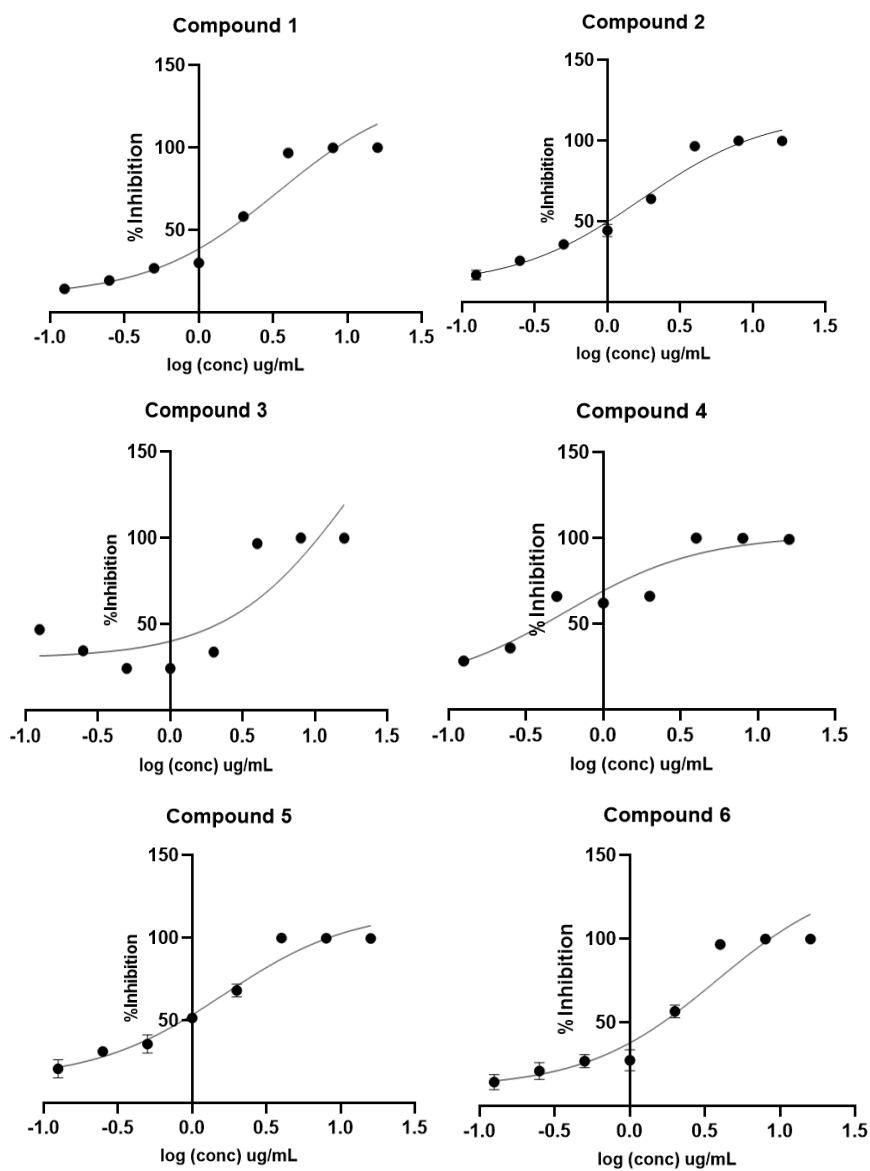 Compound 1
150
100
50
% Inhibition
-1.0 -0.5 0.0 0.5 1.0 1.5
log (conc) ug/mL
Compound 2
150
100
50
%Inhibition
-1.0 -0.5 0.0 0.5 1.0 1.5
log (conc) ug/mL
Compound 3
150
100
50
%Inhibition
-1.0 -0.5 0.0 0.5 1.0 1.5
log (conc) ug/mL
Compound 4
150
100
50
% Inhibition
-1.0 -0.5 0.0 0.5 1.0 1.5
log (conc) ug/mL
Compound 5
150
100
50
%Inhibition
-1.0 -0.5 0.0 0.5 1.0 1.5
log (conc) ug/mL
Compound 6
150
100
50
% Inhibition
-1.0 -0.5 0.0 0.5 1.0 1.5
log (conc) ug/mL